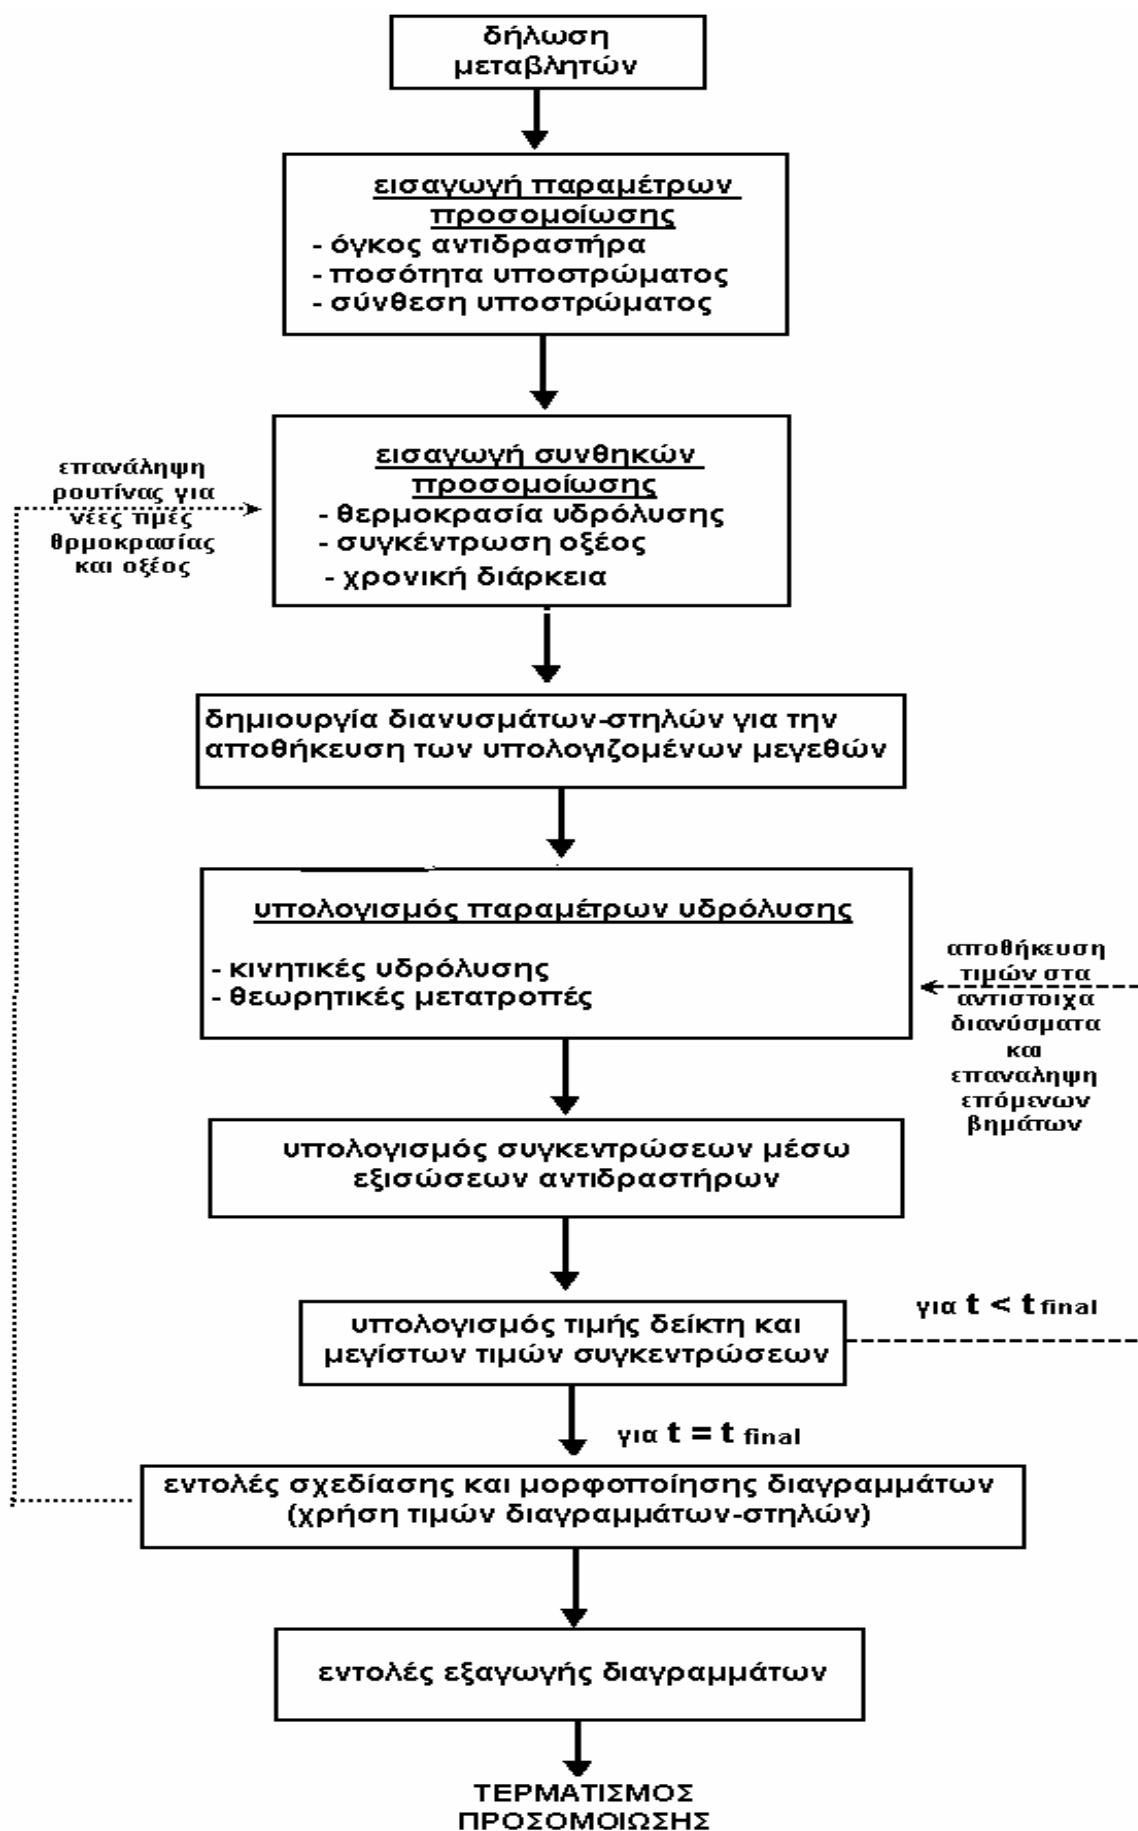 δήλωση
μεταβλητών
εισαγωγή παραμέτρων
προσομοίωσης
- όγκος αντιδραστήρα
- ποσότητα υποστρώματος
- σύνθεση υποστρώματος
εισαγωγή συνθηκών
προσομοίωσης
- θερμοκρασία υδρόλυσης
- συγκέντρωση οξέος
- χρονική διάρκεια
επανάληψη
ρουτίνας για
νέες τιμές
θρμοκρασίας
και οξέος
δημιουργία διανυσμάτων-στηλών για την
αποθήκευση των υπολογιζομένων μεγεθών
υπολογισμός παραμέτρων υδρόλυσης
- κινητικές υδρόλυσης
- θεωρητικές μετατροπές
αποθήκευση
τιμών στα
αντιστοιχα
διανύσματα
και
επαναληψη
επόμενων
βημάτων
υπολογισμός συγκεντρώσεων μέσω
εξισώσεων αντιδραστήρων
υπολογισμός τιμής δείκτη και
μεγίστων τιμών συγκεντρώσεων
για t < t final
για t = t final
εντολές σχεδίασης και μορφοποίησης διαγραμμάτων
(χρήση τιμών διαγραμμάτων-στηλών)
εντολές εξαγωγής διαγραμμάτων
ΤΕΡΜΑΤΙΣΜΟΣ
ΠΡΟΣΟΜΟΙΩΣΗΣ